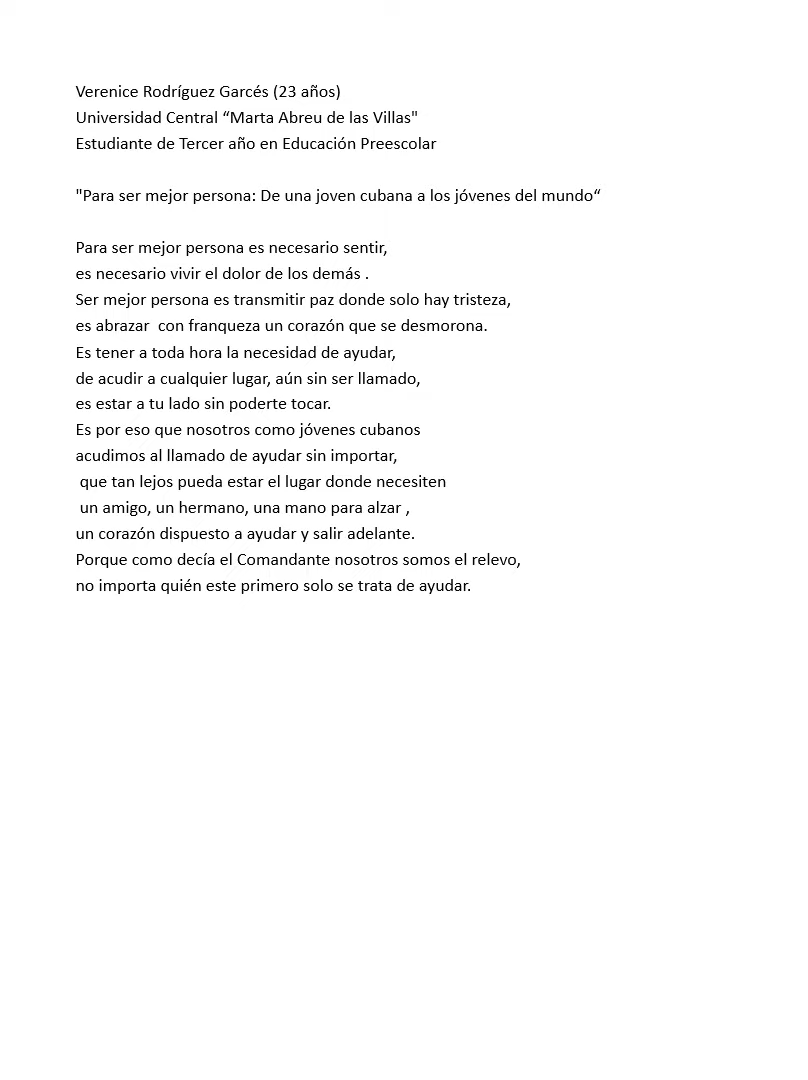 Verenice Rodríguez Garcés (23 años)
Universidad Central “Marta Abreu de las Villas"
Estudiante de Tercer año en Educación Preescolar
"Para ser mejor persona: De una joven cubana a los jóvenes del mundo“
Para ser mejor persona es necesario sentir,
es necesario vivir el dolor de los demás .
Ser mejor persona es transmitir paz donde solo hay tristeza,
es abrazar  con franqueza un corazón que se desmorona.
Es tener a toda hora la necesidad de ayudar,
de acudir a cualquier lugar, aún sin ser llamado,
es estar a tu lado sin poderte tocar.
Es por eso que nosotros como jóvenes cubanos
acudimos al llamado de ayudar sin importar,
que tan lejos pueda estar el lugar donde necesiten
un amigo, un hermano, una mano para alzar ,
un corazón dispuesto a ayudar y salir adelante.
Porque como decía el Comandante nosotros somos el relevo,
no importa quién este primero solo se trata de ayudar.